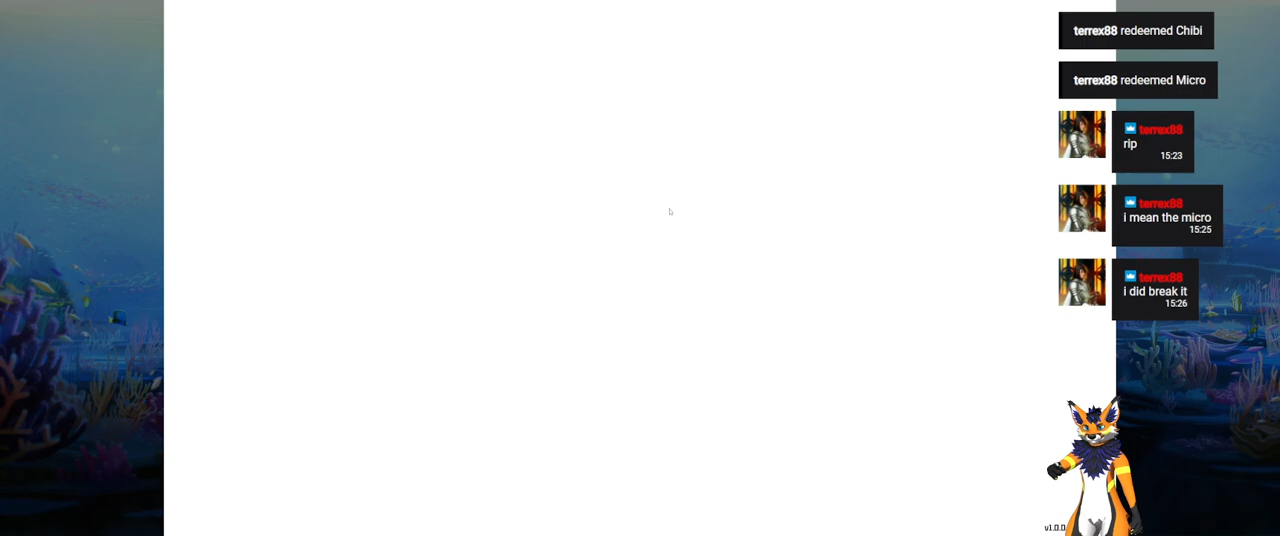 terrex88 redeemed Chibi
terrex88 redeemed Micro
terrex88
rip
15:23
terrex88
i mean the micro
15:25
terrex88
i did break it
15:26
v1.0.0